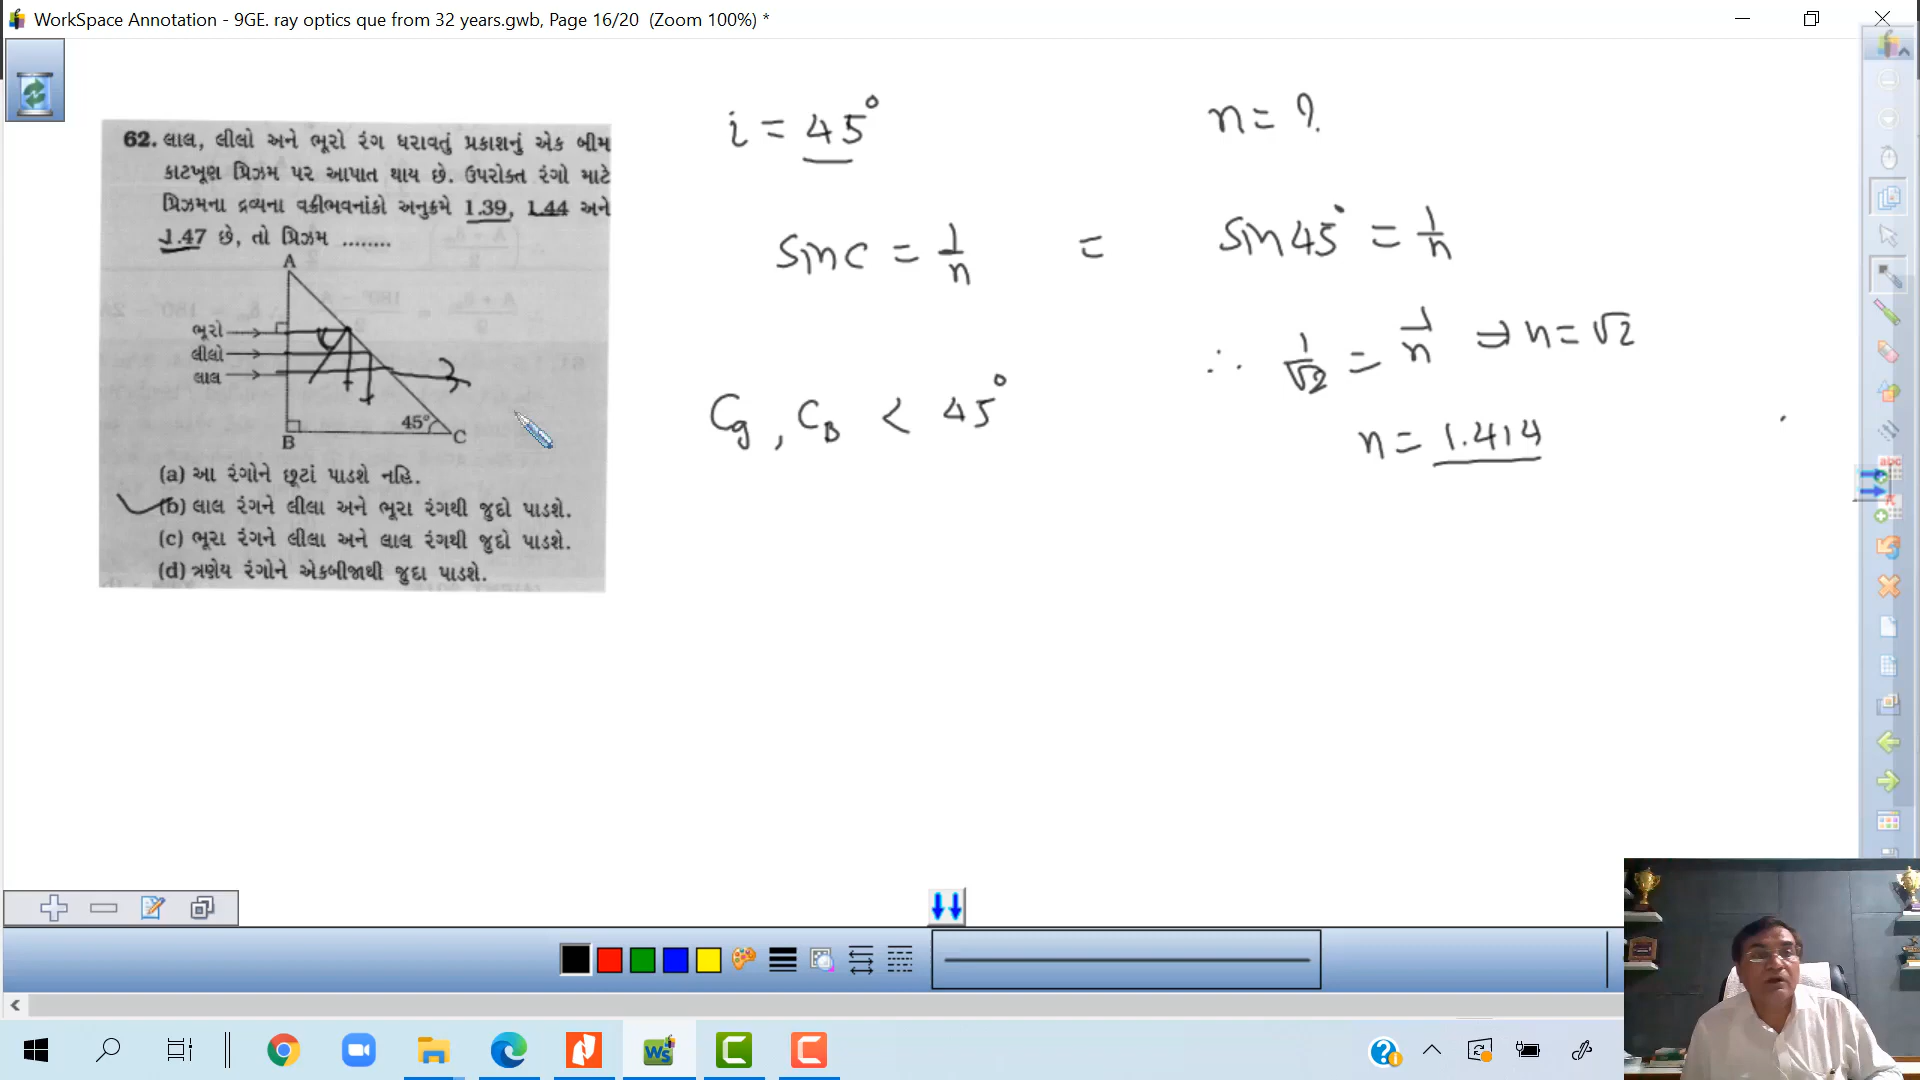 WorkSpace Annotation - 9GE. ray optics que from 32 years.gwb, Page 16/20 (Zoom 100%) *
62. લાલ, લીલો અને ભૂરો રંગ ધરાવતું પ્રકાશનું એક બીમ
કાટખૂણ પ્રિઝમ પર આપાત થાય છે. ઉપરોક્ત રંગો માટે
પ્રિઝમના દ્રવ્યના વક્રીભવનાંકો અનુક્રમે 1.39, 1.44 અને
1.47 છે, તો પ્રિઝમ ........
A
ભૂરો
લીલો
લાલ
45°
B
C
(a) આ રંગોને છૂટાં પાડશે નહિ.
(b) લાલ રંગને લીલા અને ભૂરા રંગથી જુદો પાડશે.
(c) ભૂરા રંગને લીલા અને લાલ રંગથી જુદો પાડશે.
(d) ત્રણેય રંગોને એકબીજાથી જુદા પાડશે.
i = 45°
n = ?
sin c = 1/n = sin 45° = 1/n
∴ 1/√2 = 1/n ⇒ n = √2
Cg, CB < 45°
n = 1.414